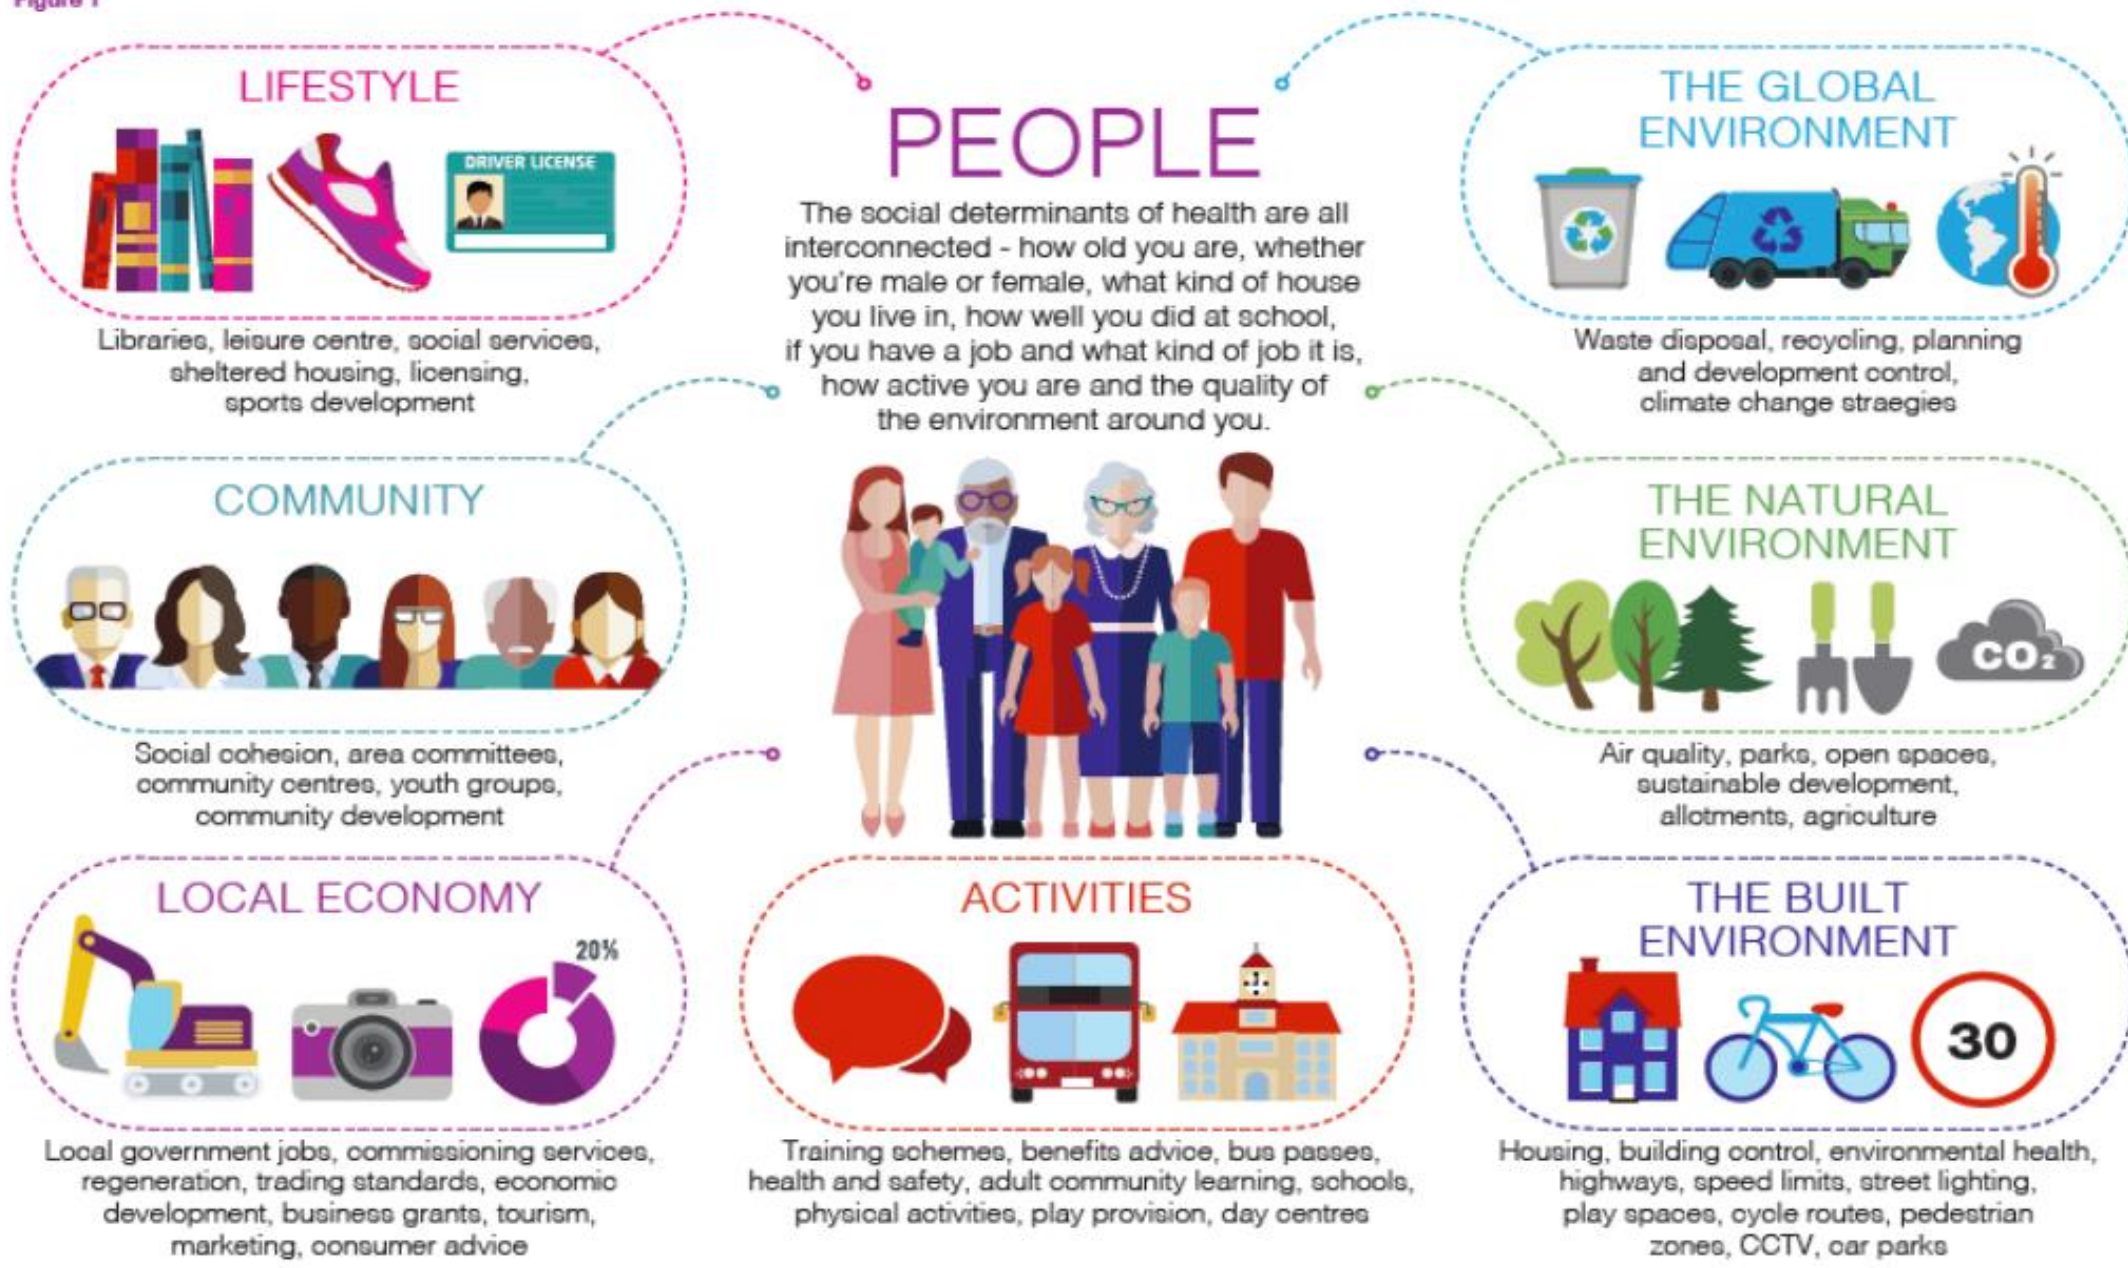 Figure 1
LIFESTYLE
DRIVER LICENSE
Libraries, leisure centre, social services,
sheltered housing, licensing,
sports development
PEOPLE
The social determinants of health are all
interconnected - how old you are, whether
you're male or female, what kind of house
you live in, how well you did at school,
if you have a job and what kind of job it is,
how active you are and the quality of
the environment around you.
THE GLOBAL
ENVIRONMENT
Waste disposal, recycling, planning
and development control,
climate change straegies
COMMUNITY
Social cohesion, area committees,
community centres, youth groups,
community development
THE NATURAL
ENVIRONMENT
CO₂
Air quality, parks, open spaces,
sustainable development,
allotments, agriculture
LOCAL ECONOMY
20%
Local government jobs, commissioning services,
regeneration, trading standards, economic
development, business grants, tourism,
marketing, consumer advice
ACTIVITIES
Training schemes, benefits advice, bus passes,
health and safety, adult community learning, schools,
physical activities, play provision, day centres
THE BUILT
ENVIRONMENT
30
Housing, building control, environmental health,
highways, speed limits, street lighting,
play spaces, cycle routes, pedestrian
zones, CCTV, car parks